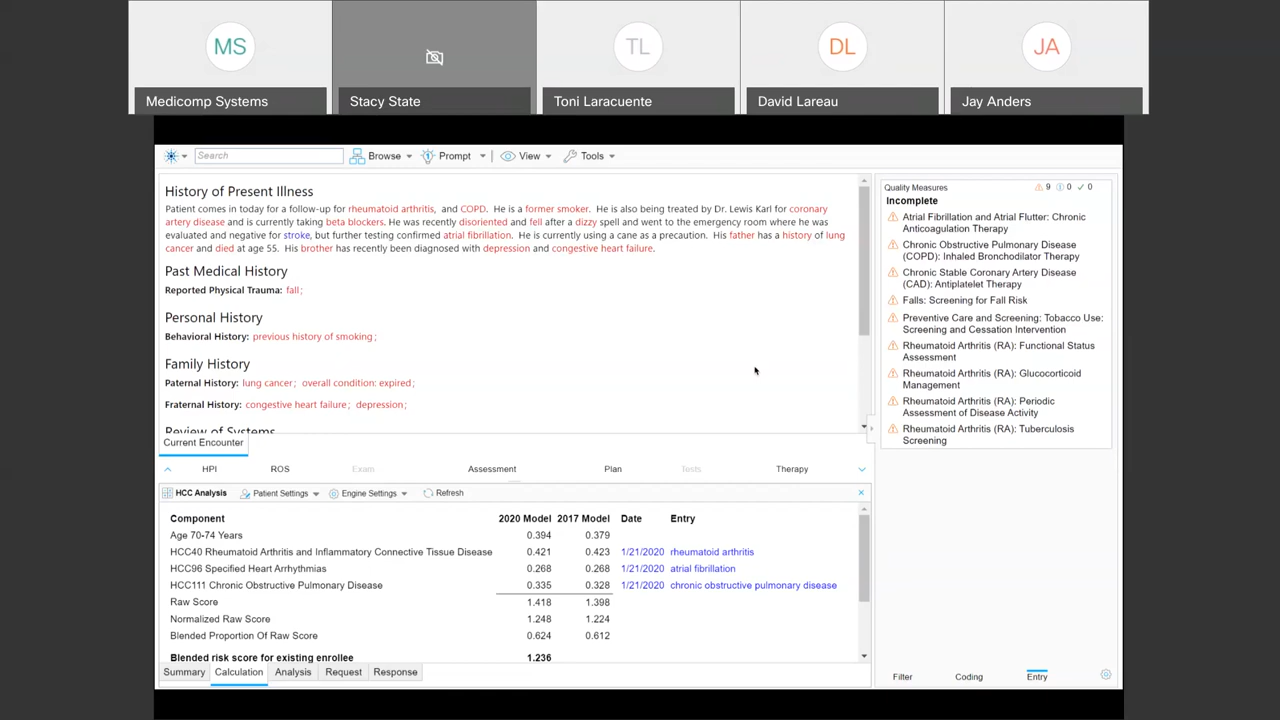 MS
TL
DL
JA
Medicomp Systems
Stacy State
Toni Laracuente
David Lareau
Jay Anders
Search
Browse
Prompt
View
Tools
History of Present Illness
Patient comes in today for a follow-up for rheumatoid arthritis, and COPD. He is a former smoker. He is also being treated by Dr. Lewis Karl for coronary
artery disease and is currently taking beta blockers. He was recently disoriented and fell after a dizzy spell and went to the emergency room where he was
evaluated and negative for stroke, but further testing confirmed atrial fibrillation. He is currently using a cane as a precaution. His father has a history of lung
cancer and died at age 55. His brother has recently been diagnosed with depression and congestive heart failure.
Past Medical History
Reported Physical Trauma: fall;
Personal History
Behavioral History: previous history of smoking;
Family History
Paternal History: lung cancer; overall condition: expired;
Fraternal History: congestive heart failure; depression;
Review of Systems
Current Encounter
HPI ROS Exam Assessment Plan Tests Therapy
HCC Analysis Patient Settings Engine Settings Refresh
Component 2020 Model 2017 Model Date Entry
Age 70-74 Years 0.394 0.379
HCC40 Rheumatoid Arthritis and Inflammatory Connective Tissue Disease 0.421 0.423 1/21/2020 rheumatoid arthritis
HCC96 Specified Heart Arrhythmias 0.268 0.268 1/21/2020 atrial fibrillation
HCC111 Chronic Obstructive Pulmonary Disease 0.335 0.328 1/21/2020 chronic obstructive pulmonary disease
Raw Score 1.418 1.398
Normalized Raw Score 1.248 1.224
Blended Proportion Of Raw Score 0.624 0.612
Blended risk score for existing enrollee 1.236
Summary Calculation Analysis Request Response
Quality Measures 9 0 0
Incomplete
Atrial Fibrillation and Atrial Flutter: Chronic
Anticoagulation Therapy
Chronic Obstructive Pulmonary Disease
(COPD): Inhaled Bronchodilator Therapy
Chronic Stable Coronary Artery Disease
(CAD): Antiplatelet Therapy
Falls: Screening for Fall Risk
Preventive Care and Screening: Tobacco Use:
Screening and Cessation Intervention
Rheumatoid Arthritis (RA): Functional Status
Assessment
Rheumatoid Arthritis (RA): Glucocorticoid
Management
Rheumatoid Arthritis (RA): Periodic
Assessment of Disease Activity
Rheumatoid Arthritis (RA): Tuberculosis
Screening
Filter Coding Entry